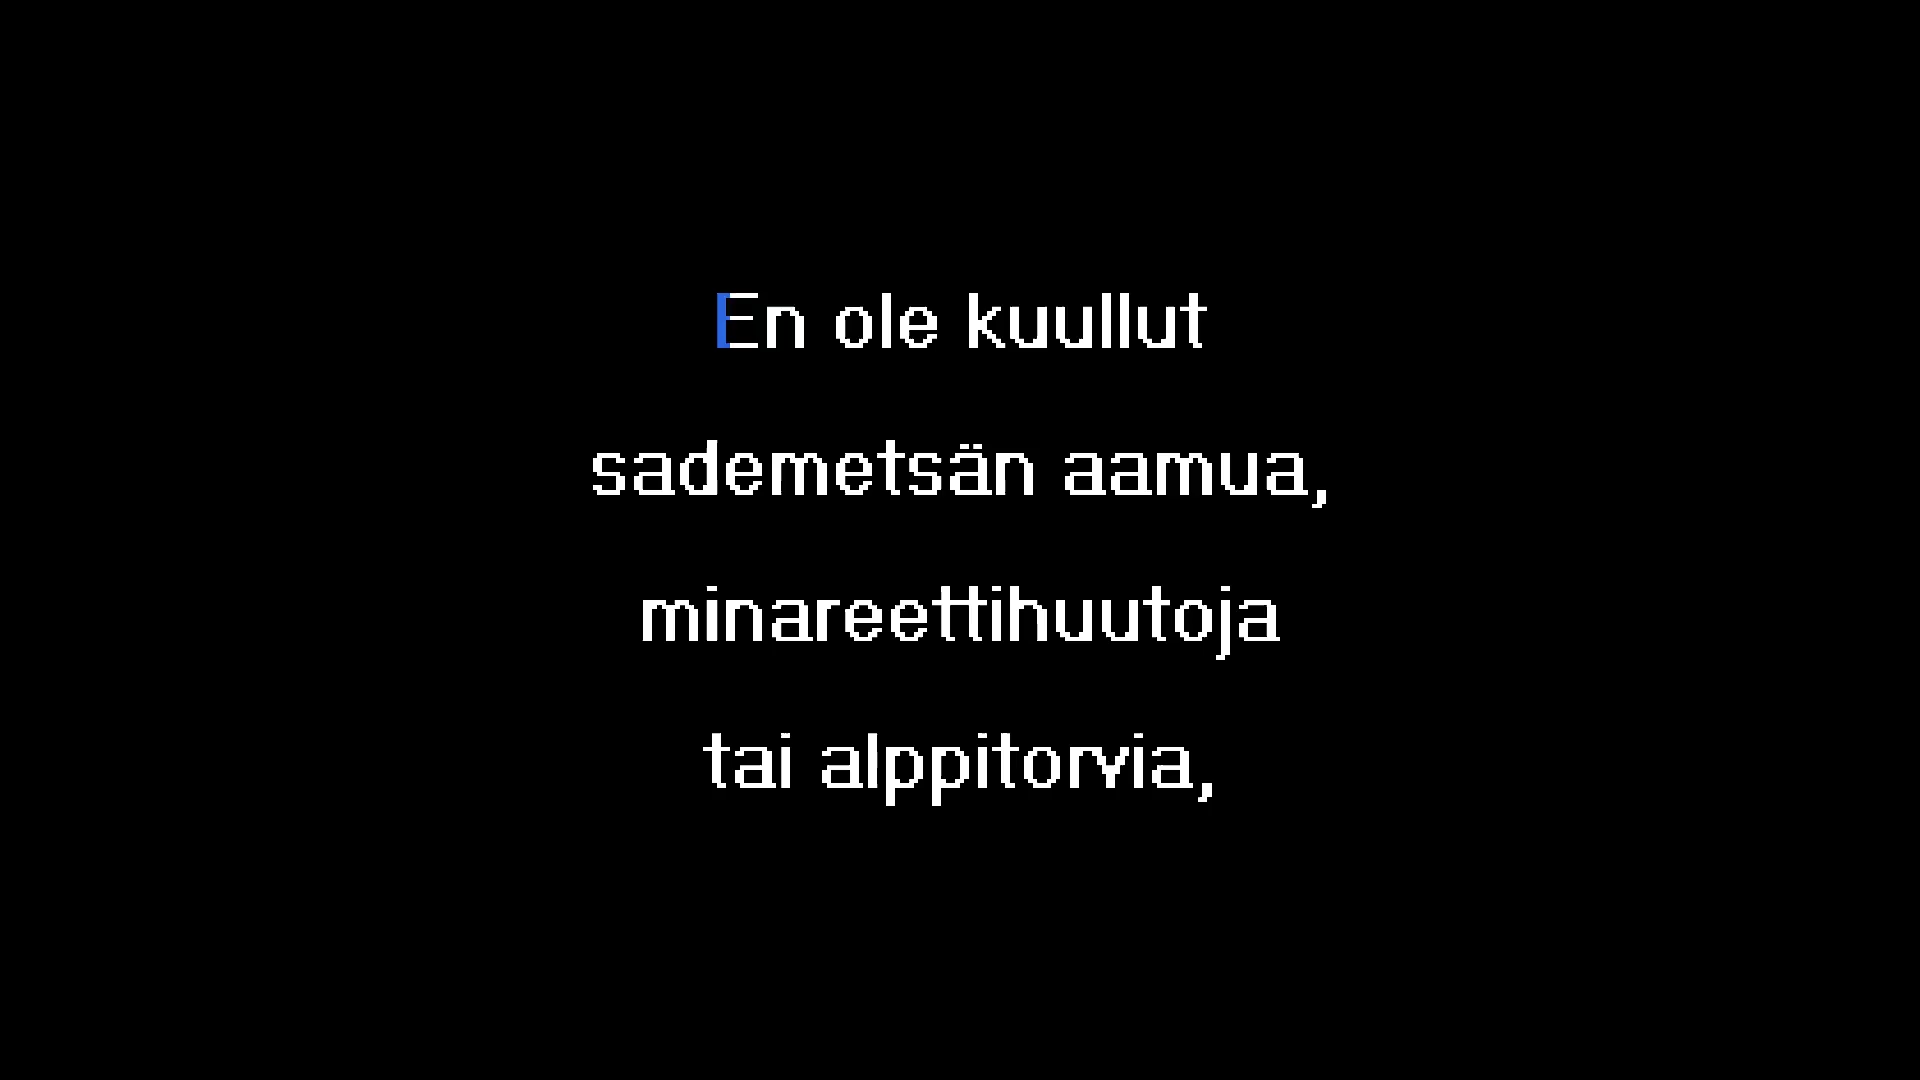 En ole kuullut
sademetsän aamua,
minareettihuutoja
tai alppitorvia,